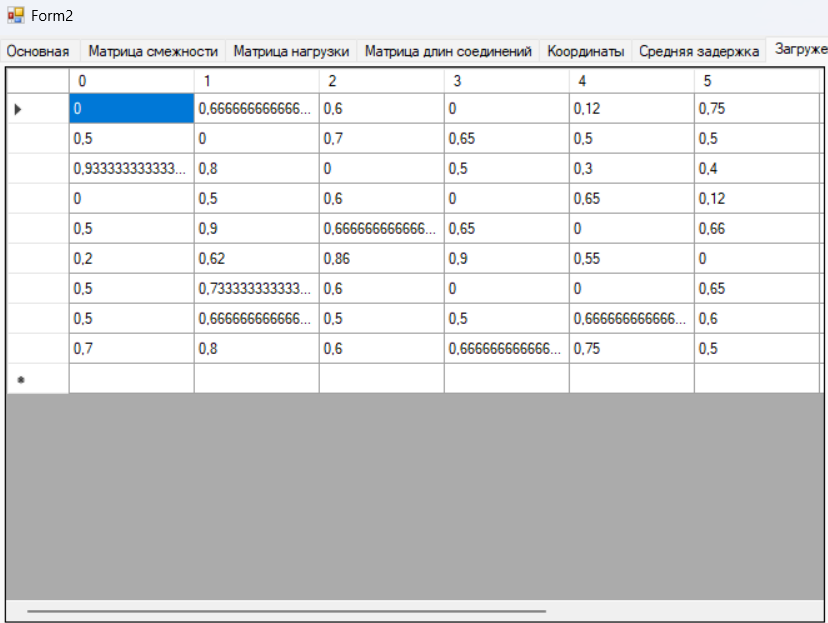 Form2
Основная Матрица смежности Матрица нагрузки Матрица длин соединений Координаты Средняя задержка Загруже
0 1 2 3 4 5
0 0,666666666666... 0,6 0 0,12 0,75
0,5 0 0,7 0,65 0,5 0,5
0,933333333333... 0,8 0 0,5 0,3 0,4
0 0,5 0,6 0 0,65 0,12
0,5 0,9 0,666666666666... 0,65 0 0,66
0,2 0,62 0,86 0,9 0,55 0
0,5 0,733333333333... 0,6 0 0 0,65
0,5 0,666666666666... 0,5 0,5 0,666666666666... 0,6
0,7 0,8 0,6 0,666666666666... 0,75 0,5